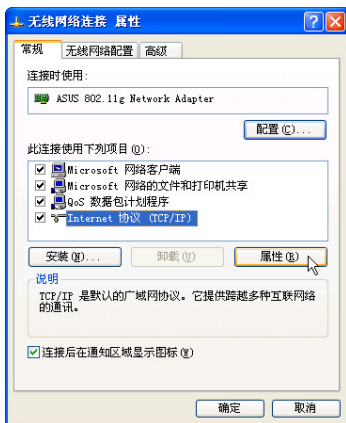 无线网络连接 属性
常规 无线网络配置 高级
连接时使用:
ASUS 802.11g Network Adapter
配置(C)...
此连接使用下列项目(O):
Microsoft 网络客户端
Microsoft 网络的文件和打印机共享
QoS 数据包计划程序
Internet 协议 (TCP/IP)
安装(N)... 卸载(U) 属性(R)
说明
TCP/IP 是默认的广域网协议。它提供跨越多种互联网络
的通讯。
连接后在通知区域显示图标(W)
确定 取消